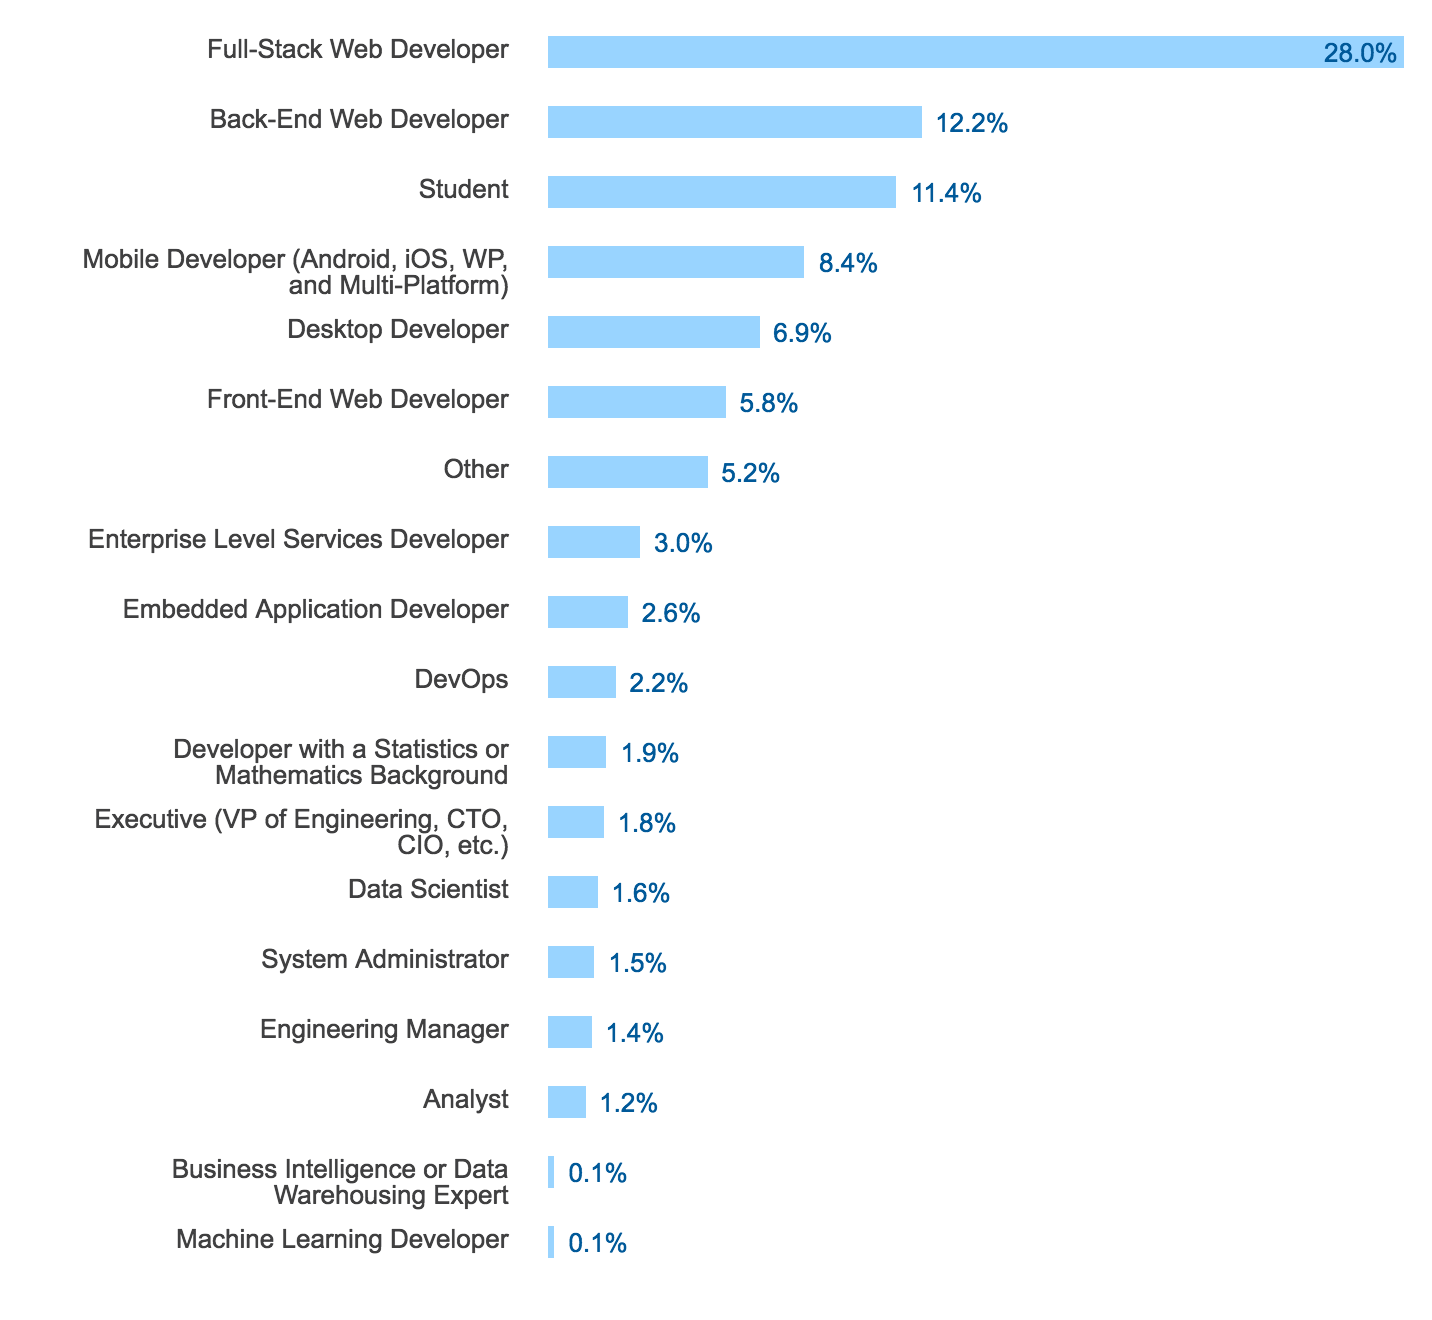 Full-Stack Web Developer 28.0%
Back-End Web Developer 12.2%
Student 11.4%
Mobile Developer (Android, iOS, WP,
and Multi-Platform) 8.4%
Desktop Developer 6.9%
Front-End Web Developer 5.8%
Other 5.2%
Enterprise Level Services Developer 3.0%
Embedded Application Developer 2.6%
DevOps 2.2%
Developer with a Statistics or
Mathematics Background 1.9%
Executive (VP of Engineering, CTO,
CIO, etc.) 1.8%
Data Scientist 1.6%
System Administrator 1.5%
Engineering Manager 1.4%
Analyst 1.2%
Business Intelligence or Data
Warehousing Expert 0.1%
Machine Learning Developer 0.1%